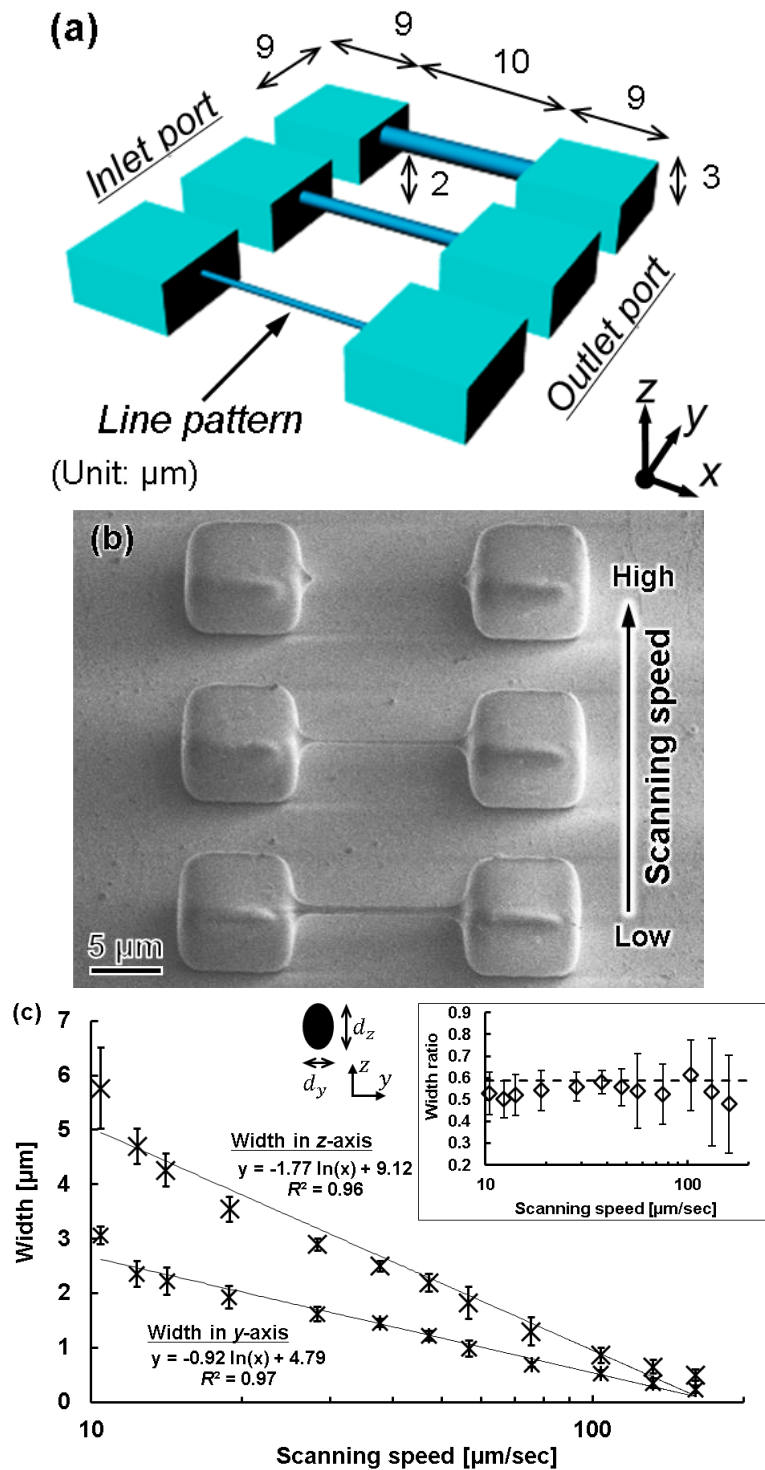 (a)
9
9
10
9
Inlet port
2
3
Outlet port
Line pattern
(Unit: µm)
z
y
x
(b)
High
Scanning speed
Low
5 µm
(c)
Width [µm]
7
6
5
4
3
2
1
0
10
100
Scanning speed [µm/sec]
d_z
d_y
z
y
Width in z-axis
y = -1.77 ln(x) + 9.12
R² = 0.96
Width in y-axis
y = -0.92 ln(x) + 4.79
R² = 0.97
Width ratio
0.9
0.8
0.7
0.6
0.5
0.4
0.3
0.2
10
100
Scanning speed [µm/sec]